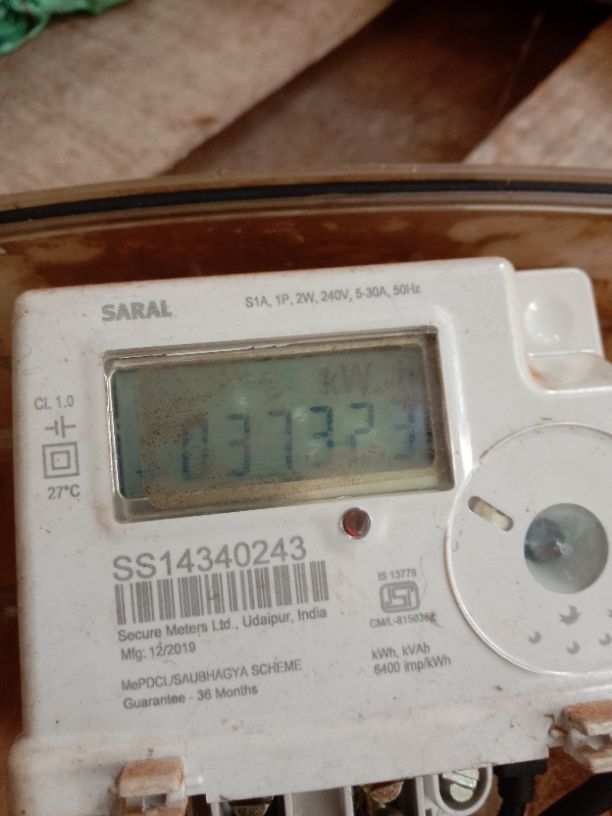 SARAL
S1A, 1P, 2W, 240V, 5-30A, 50Hz
Cl. 1.0
27°C
kW
SS14340243
Secure Meters Ltd., Udaipur, India
Mfg: 12/2019
MePDCL/SAUBHAGYA SCHEME
Guarantee - 36 Months
IS 13779
ISI
kWh, kVAh
6400 imp/kWh